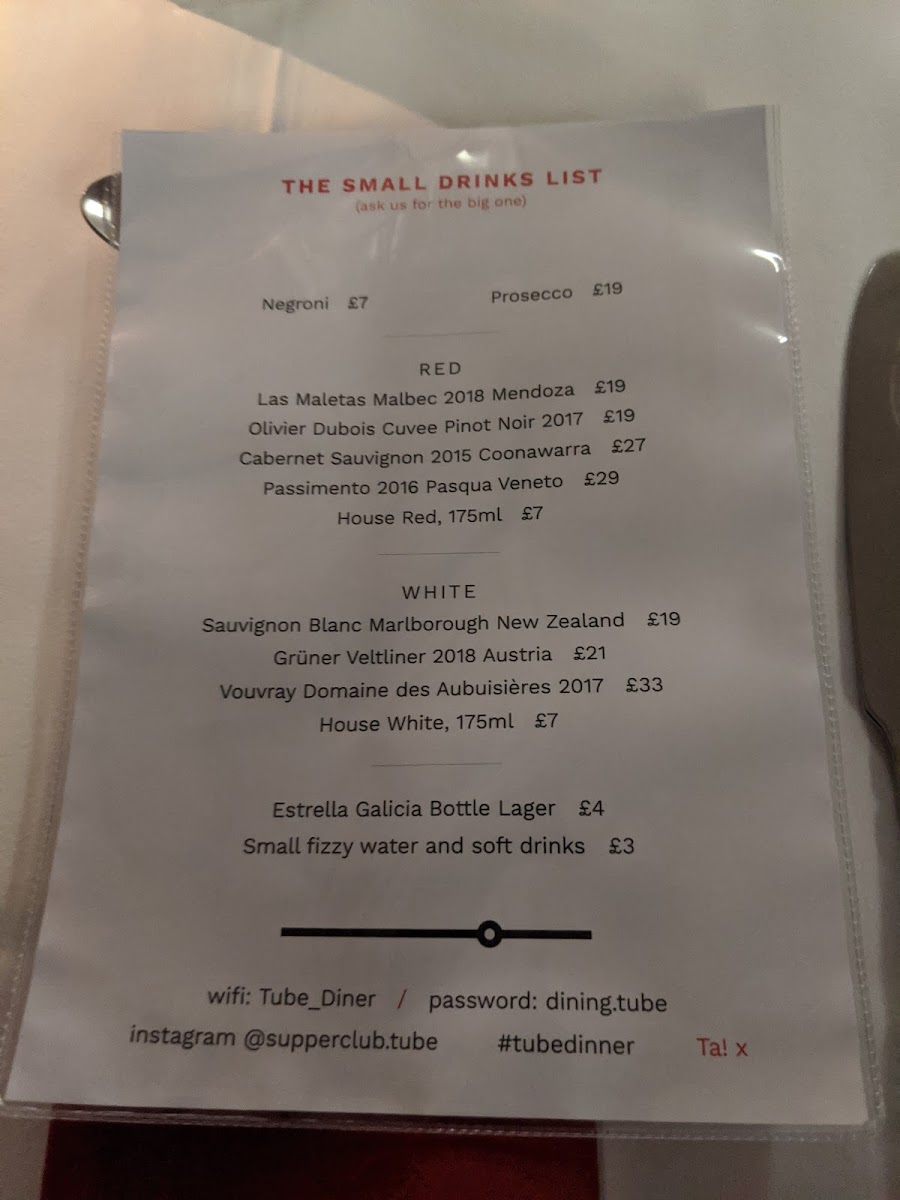 THE SMALL DRINKS LIST
(ask us for the big one)
Negroni £7 Prosecco £19
RED
Las Maletas Malbec 2018 Mendoza £19
Olivier Dubois Cuvee Pinot Noir 2017 £19
Cabernet Sauvignon 2015 Coonawarra £27
Passimento 2016 Pasqua Veneto £29
House Red, 175ml £7
WHITE
Sauvignon Blanc Marlborough New Zealand £19
Grüner Veltliner 2018 Austria £21
Vouvray Domaine des Aubuisières 2017 £33
House White, 175ml £7
Estrella Galicia Bottle Lager £4
Small fizzy water and soft drinks £3
wifi: Tube_Diner / password: dining.tube
instagram @supperclub.tube #tubedinner Ta! x